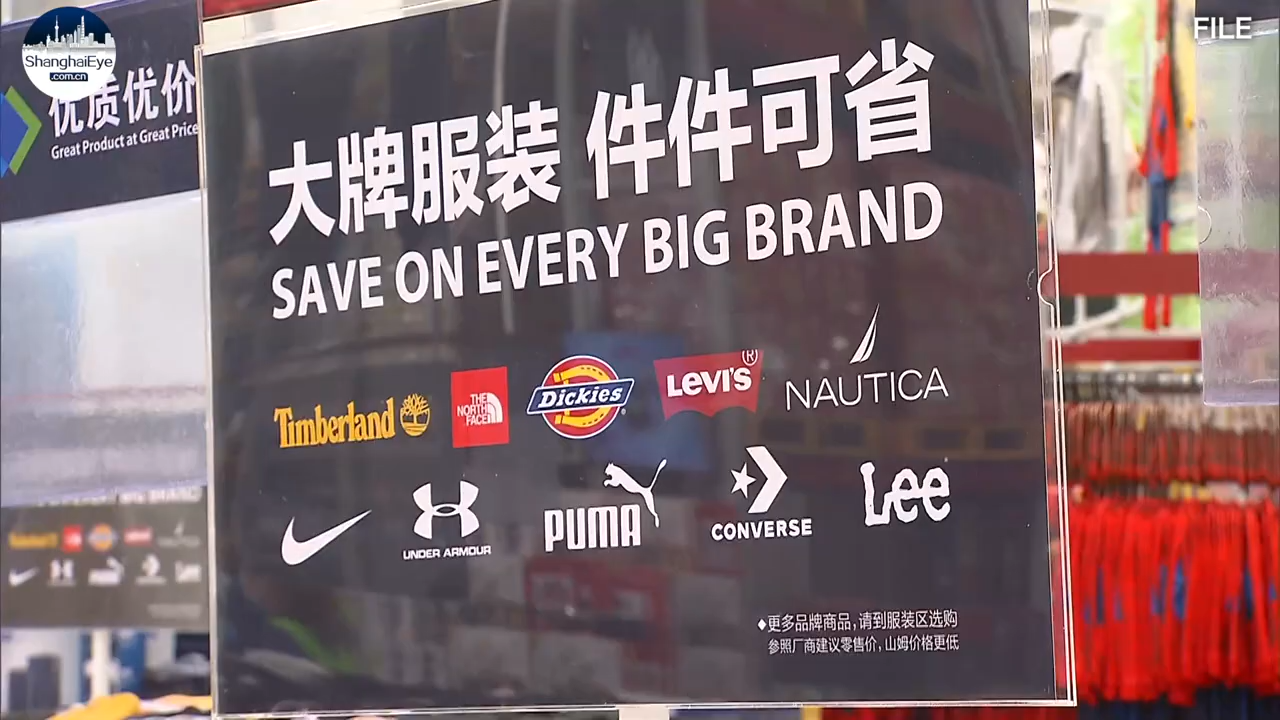 ShanghaiEye
.com.cn
FILE
优质优价
Great Product at Great Price
大牌服装 件件可省
SAVE ON EVERY BIG BRAND
Timberland
THE
NORTH
FACE
Dickies
LEVI'S
NAUTICA
UNDER ARMOUR
PUMA
CONVERSE
Lee
◆更多品牌商品,请到服装区选购
参照厂商建议零售价,山姆价格更低